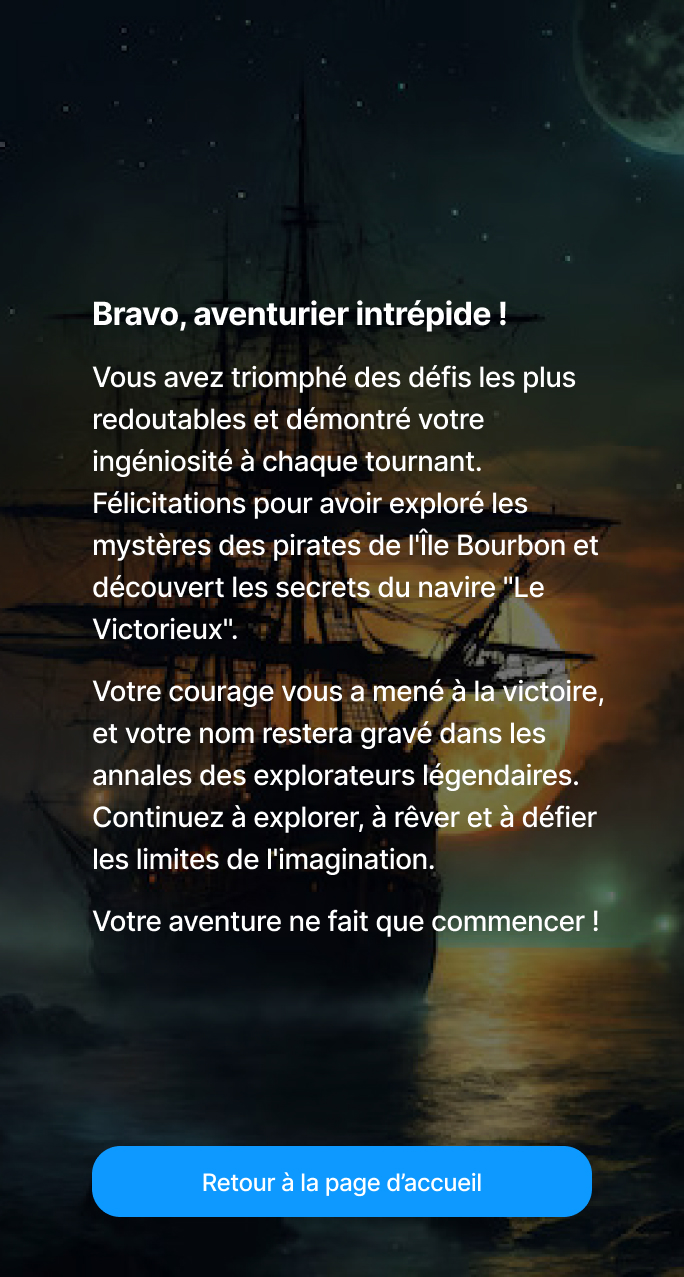 Bravo, aventurier intrépide !
Vous avez triomphé des défis les plus
redoutables et démontré votre
ingéniosité à chaque tournant.
Félicitations pour avoir exploré les
mystères des pirates de l'Île Bourbon et
découvert les secrets du navire "Le
Victorieux".
Votre courage vous a mené à la victoire,
et votre nom restera gravé dans les
annales des explorateurs légendaires.
Continuez à explorer, à rêver et à défier
les limites de l'imagination.
Votre aventure ne fait que commencer !
Retour à la page d’accueil